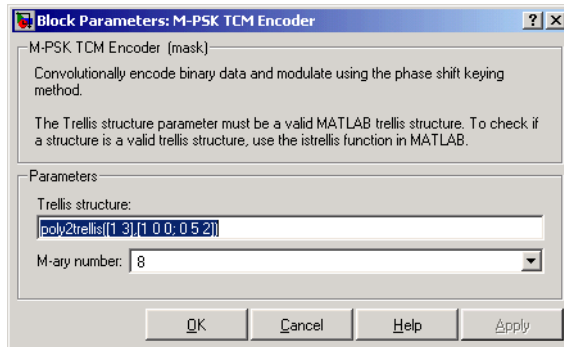 Block Parameters: M-PSK TCM Encoder
M-PSK TCM Encoder (mask)
Convolutionally encode binary data and modulate using the phase shift keying
method.
The Trellis structure parameter must be a valid MATLAB trellis structure. To check if
a structure is a valid trellis structure, use the istrellis function in MATLAB.
Parameters
Trellis structure:
poly2trellis([1 3],[1 0 0; 0 5 2])
M-ary number: 8
OK Cancel Help Apply